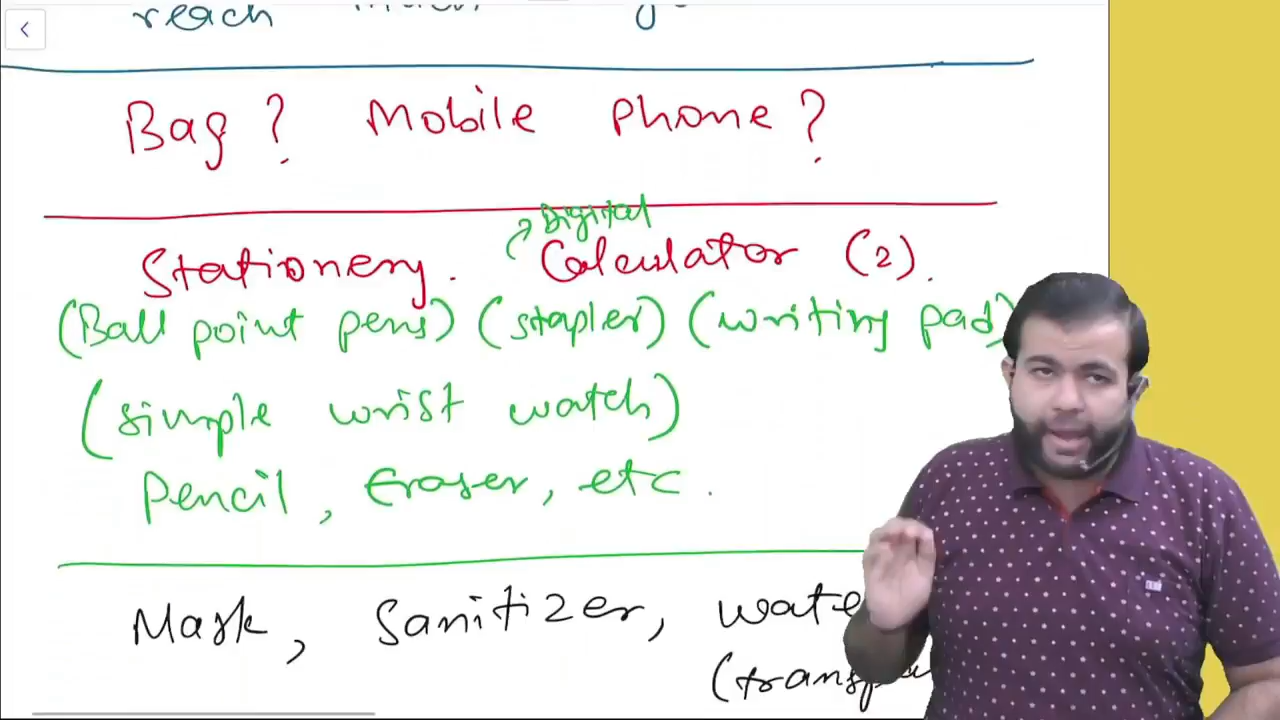 reach
Bag ? Mobile Phone ?
Digital
Stationery. Calculator (2).
(Ball point pens) (stapler) (writing pad)
(simple wrist watch)
Pencil, Eraser, etc.
Mask, Sanitizer,